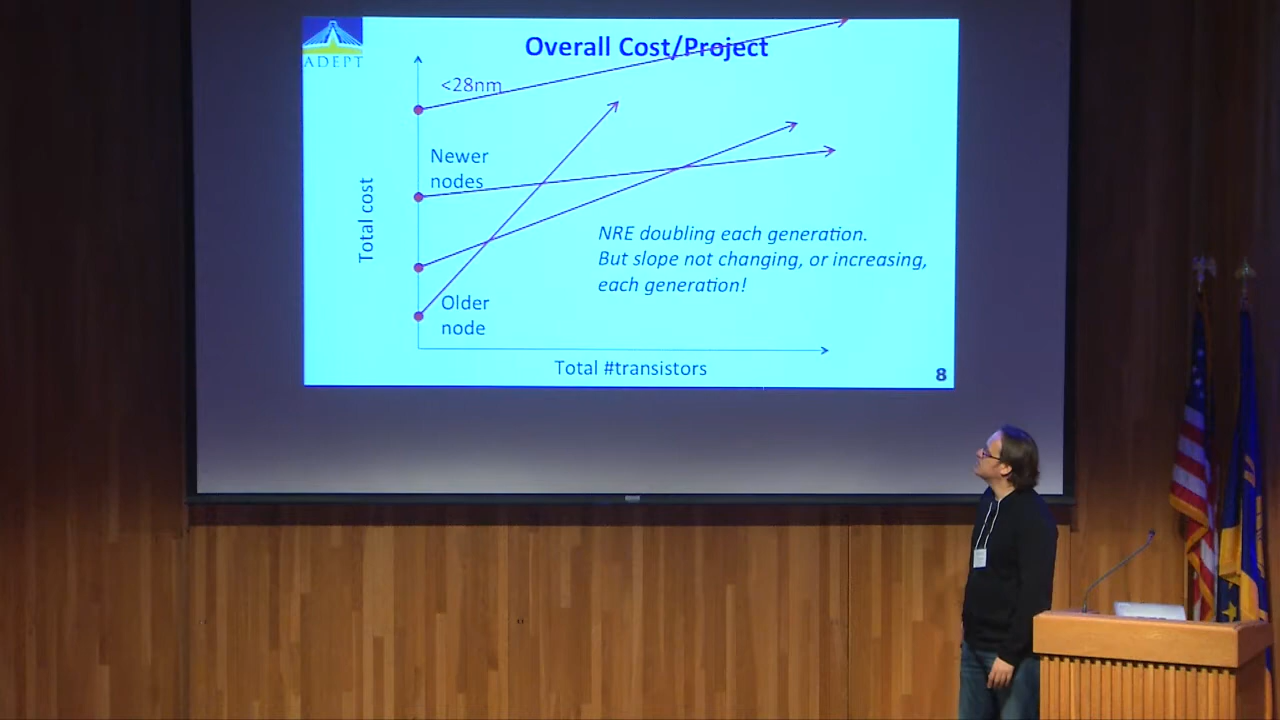 ADEPT
Overall Cost/Project
<28nm
Newer
nodes
Total cost
NRE doubling each generation.
But slope not changing, or increasing,
each generation!
Older
node
Total #transistors
8